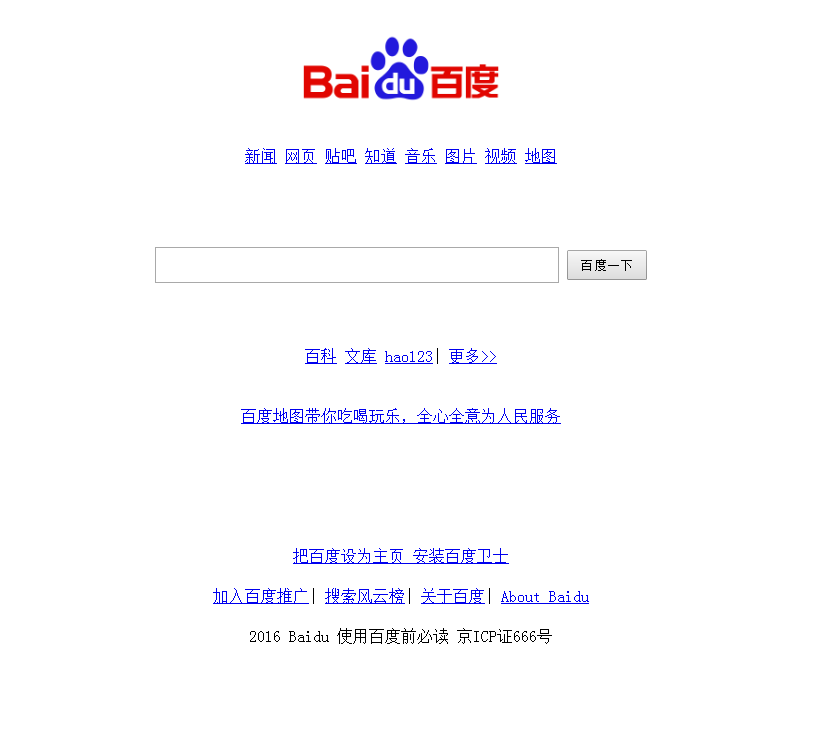 Bai du 百度
新闻 网页 贴吧 知道 音乐 图片 视频 地图
百度一下
百科 文库 hao123| 更多>>
百度地图带你吃喝玩乐，全心全意为人民服务
把百度设为主页 安装百度卫士
加入百度推广| 搜索风云榜| 关于百度| About Baidu
2016 Baidu 使用百度前必读 京ICP证666号